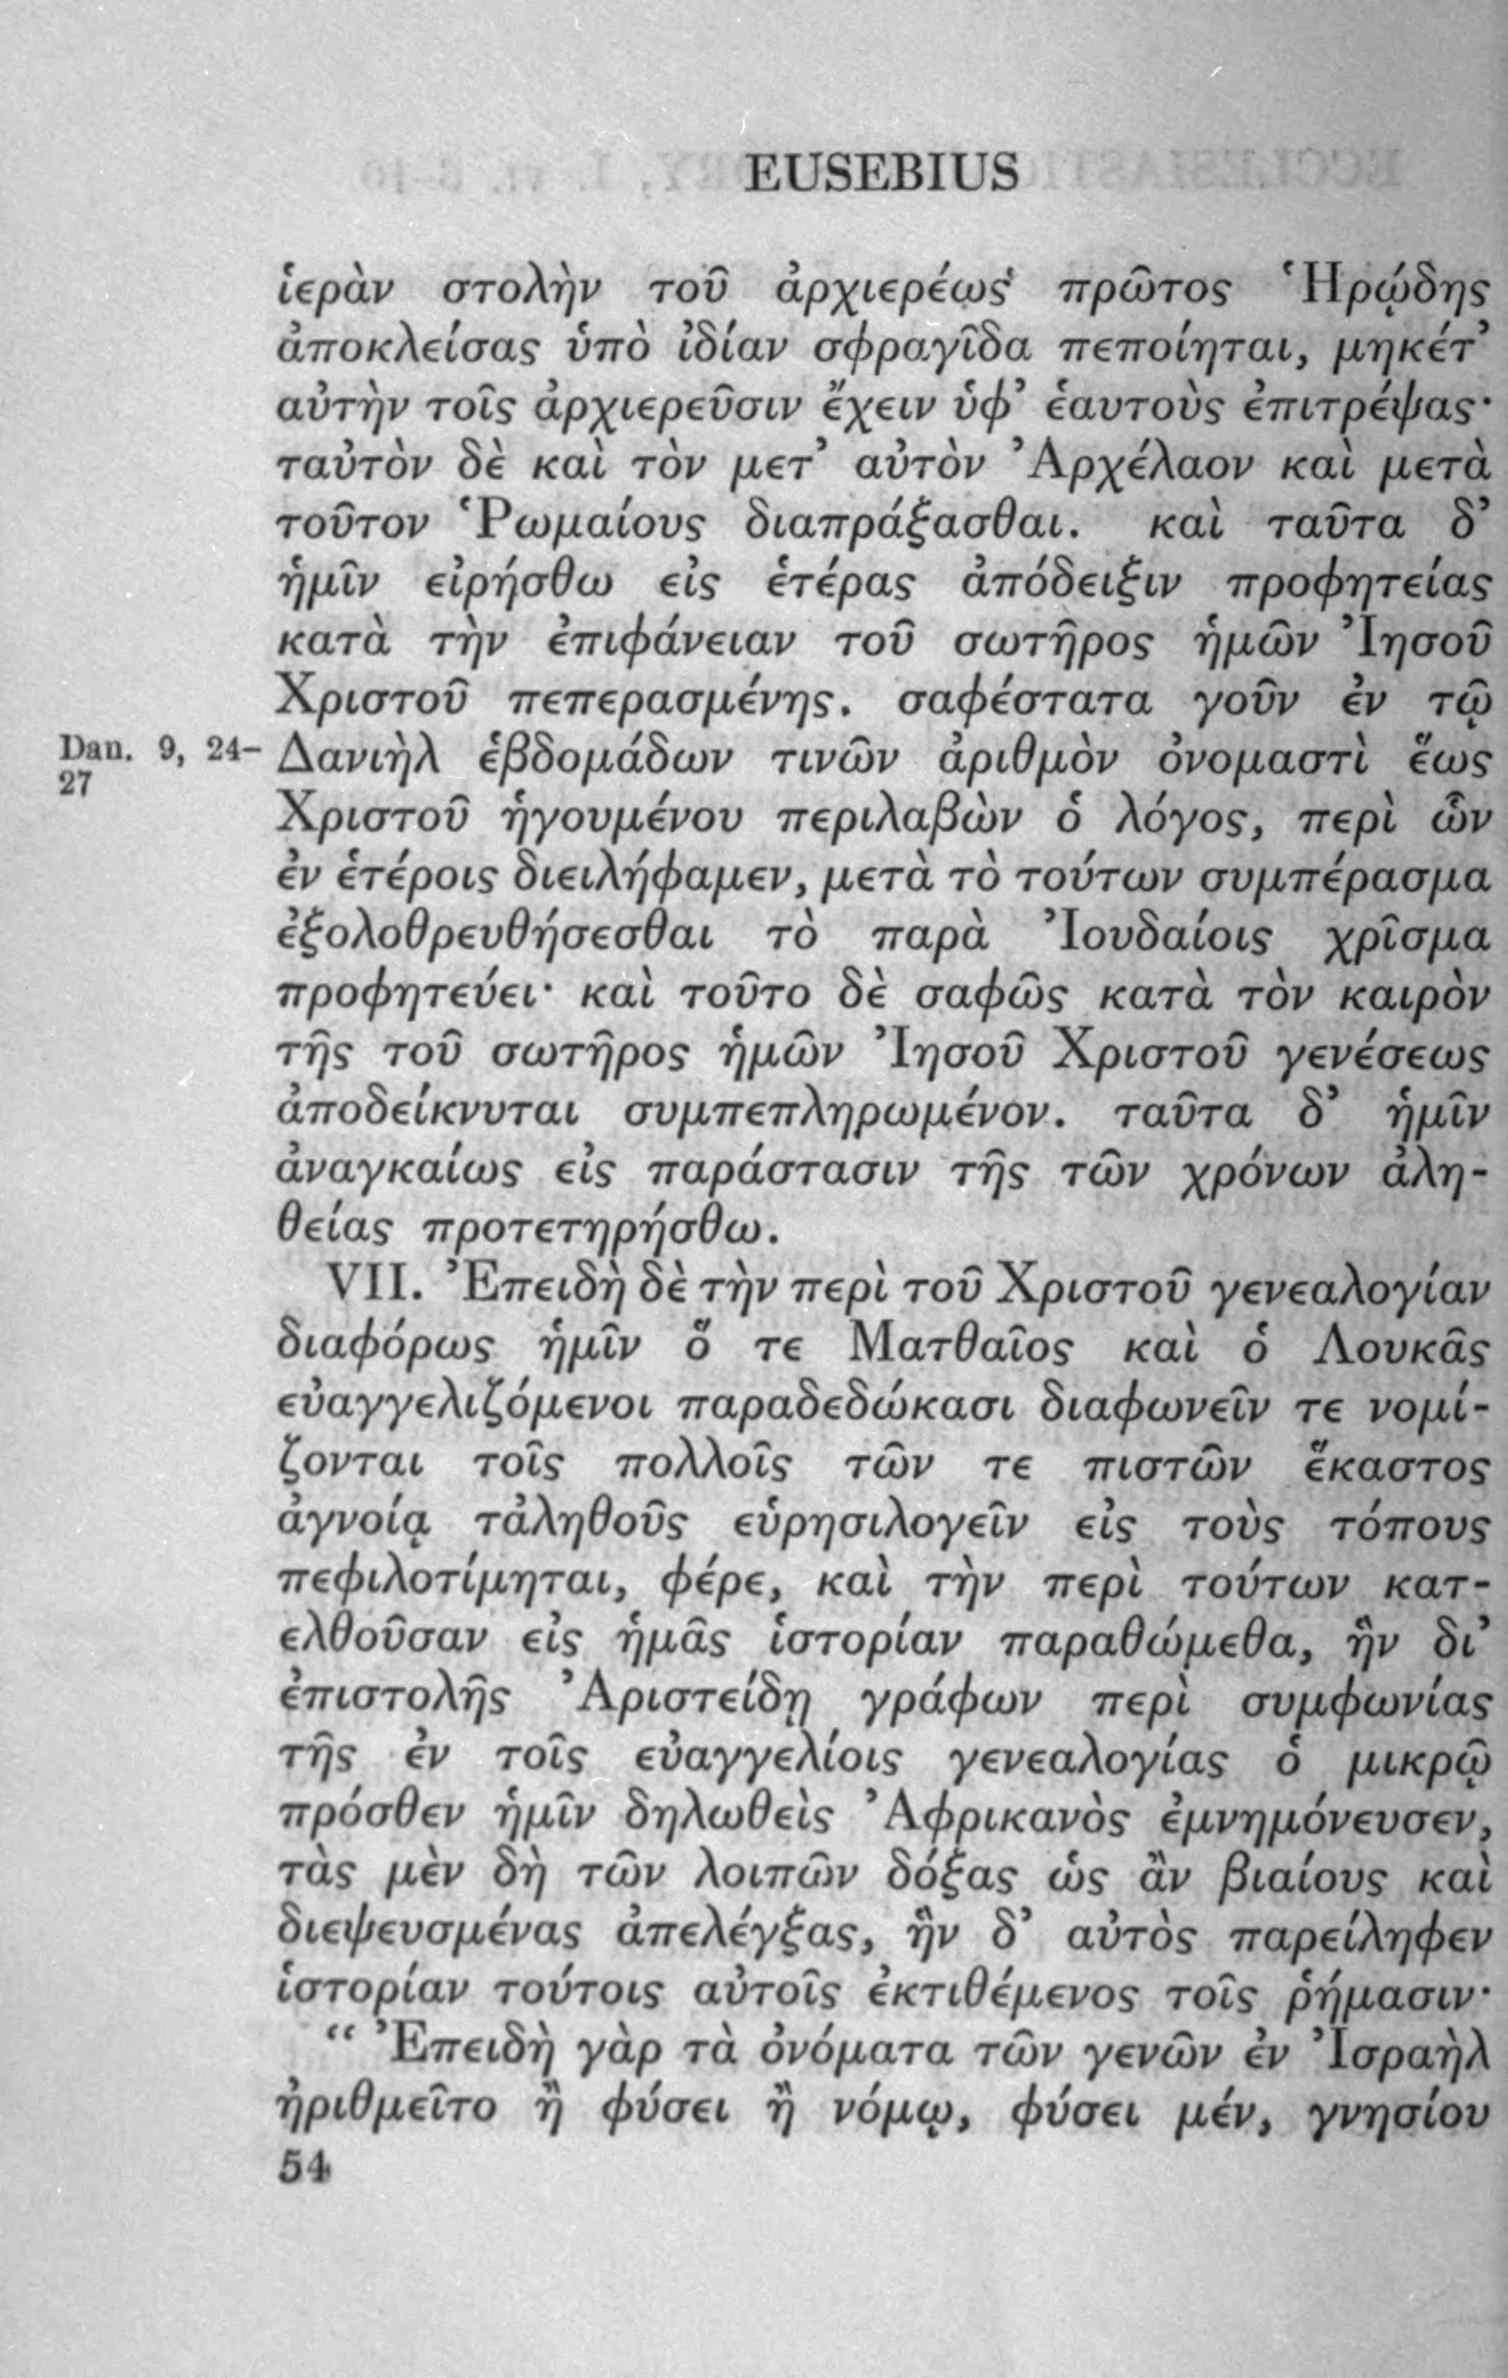 EUSEBIUS
ἱερὰν στολὴν τοῦ ἀρχιερέως πρῶτος Ἡρῴδης
ἀποκλείσας ὑπὸ ἰδίαν σφραγῖδα πεποίηται, μηκέτ’
αὐτὴν τοῖς ἀρχιερεῦσιν ἔχειν ὑφ’ ἑαυτοὺς ἐπιτρέψας·
ταὐτὸν δὲ καὶ τὸν μετ’ αὐτὸν Ἀρχέλαον καὶ μετὰ
τοῦτον Ῥωμαίους διαπράξασθαι. καὶ ταῦτα δ’
ἡμῖν εἰρήσθω εἰς ἑτέρας ἀπόδειξιν προφητείας
κατὰ τὴν ἐπιφάνειαν τοῦ σωτῆρος ἡμῶν Ἰησοῦ
Χριστοῦ πεπερασμένης. σαφέστατα γοῦν ἐν τῷ
Dan. 9, 24-27
Δανιὴλ ἑβδομάδων τινῶν ἀριθμὸν ὀνομαστὶ ἕως
Χριστοῦ ἡγουμένου περιλαβὼν ὁ λόγος, περὶ ὧν
ἐν ἑτέροις διειλήφαμεν, μετὰ τὸ τούτων συμπέρασμα
ἐξολοθρευθήσεσθαι τὸ παρὰ Ἰουδαίοις χρῖσμα
προφητεύει· καὶ τοῦτο δὲ σαφῶς κατὰ τὸν καιρὸν
τῆς τοῦ σωτῆρος ἡμῶν Ἰησοῦ Χριστοῦ γενέσεως
ἀποδείκνυται συμπεπληρωμένον. ταῦτα δ’ ἡμῖν
ἀναγκαίως εἰς παράστασιν τῆς τῶν χρόνων ἀλη-
θείας προτετηρήσθω.
VII. Ἐπειδὴ δὲ τὴν περὶ τοῦ Χριστοῦ γενεαλογίαν
διαφόρως ἡμῖν ὅ τε Ματθαῖος καὶ ὁ Λουκᾶς
εὐαγγελιζόμενοι παραδεδώκασι διαφωνεῖν τε νομί-
ζονται τοῖς πολλοῖς τῶν τε πιστῶν ἕκαστος
ἀγνοίᾳ τἀληθοῦς εὑρησιλογεῖν εἰς τοὺς τόπους
πεφιλοτίμηται, φέρε, καὶ τὴν περὶ τούτων κατ-
ελθοῦσαν εἰς ἡμᾶς ἱστορίαν παραθώμεθα, ἣν δι’
ἐπιστολῆς Ἀριστείδῃ γράφων περὶ συμφωνίας
τῆς ἐν τοῖς εὐαγγελίοις γενεαλογίας ὁ μικρῷ
πρόσθεν ἡμῖν δηλωθεὶς Ἀφρικανὸς ἐμνημόνευσεν,
τὰς μὲν δὴ τῶν λοιπῶν δόξας ὡς ἂν βιαίους καὶ
διεψευσμένας ἀπελέγξας, ἣν δ’ αὐτὸς παρείληφεν
ἱστορίαν τούτοις αὐτοῖς ἐκτιθέμενος τοῖς ῥήμασιν·
“ Ἐπειδὴ γὰρ τὰ ὀνόματα τῶν γενῶν ἐν Ἰσραὴλ
ἠριθμεῖτο ἢ φύσει ἢ νόμῳ, φύσει μέν, γνησίου
54